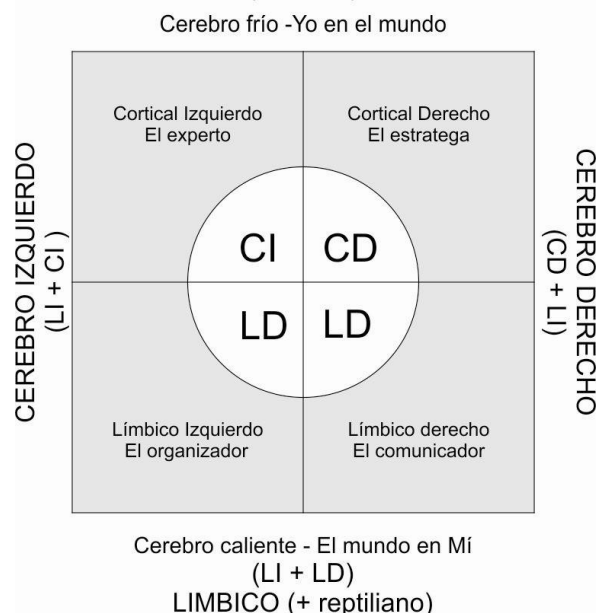 Cerebro frío -Yo en el mundo
Cortical Izquierdo
El experto
Cortical Derecho
El estratega
CEREBRO IZQUIERDO
(LI + CI )
CI
CD
CEREBRO DERECHO
(CD + LI)
LD
LD
Límbico Izquierdo
El organizador
Límbico derecho
El comunicador
Cerebro caliente - El mundo en Mí
(LI + LD)
LIMBICO (+ reptiliano)